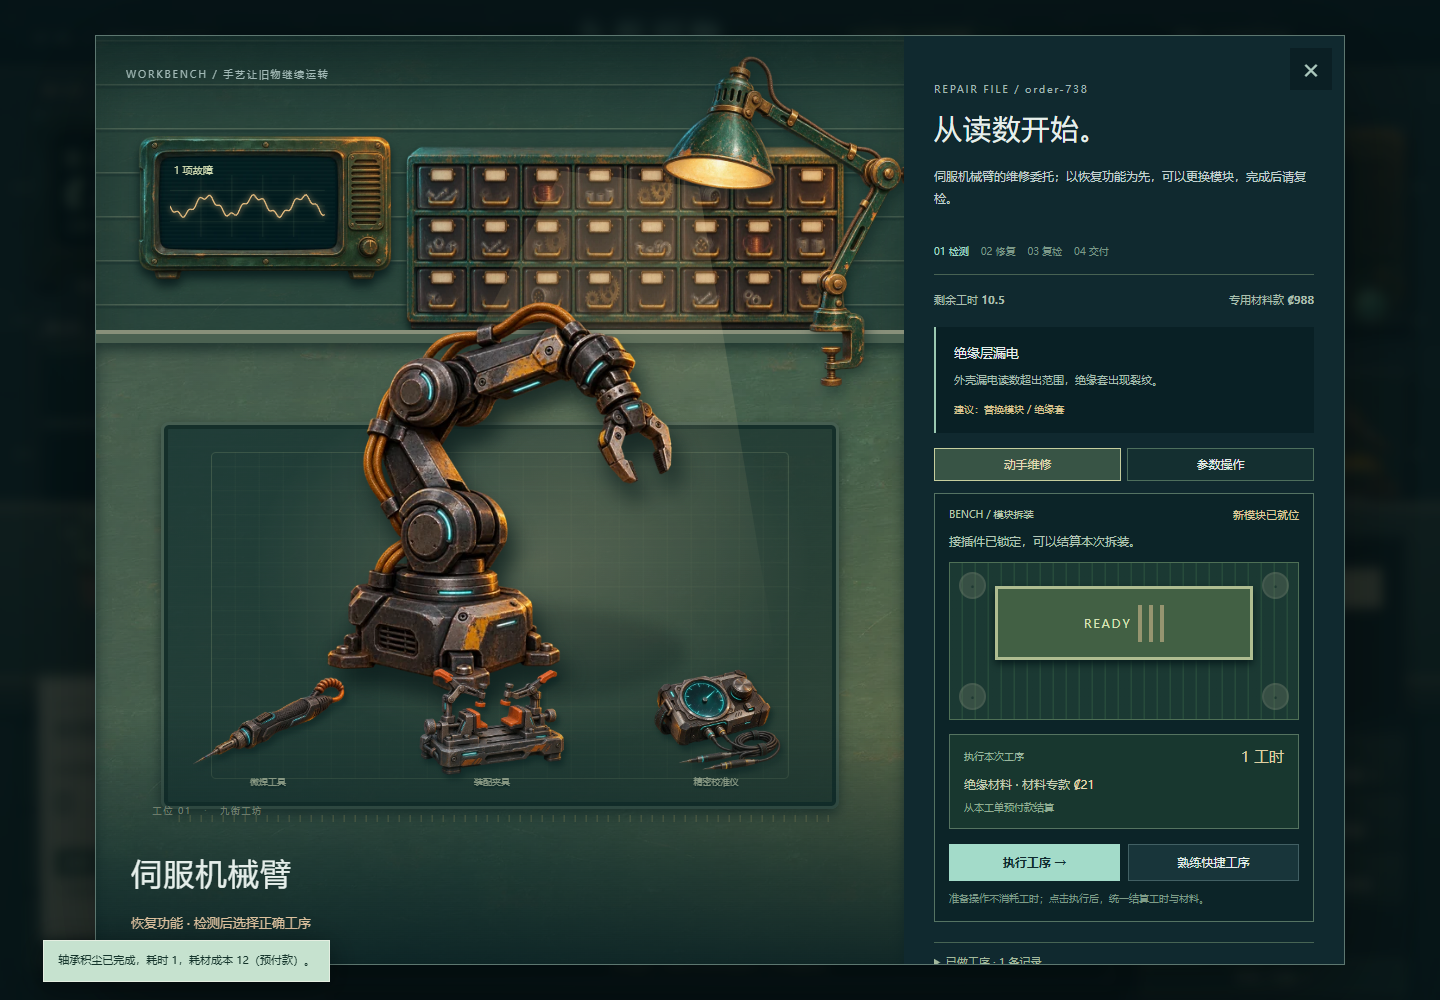 WORKBENCH / 手艺让旧物继续运转
1 项故障
微焊工具
装配夹具
精密校准仪
工位 01 · 九衢工坊
伺服机械臂
恢复功能 · 检测后选择正确工序
轴承积尘已完成，耗时 1，耗材成本 12（预付款）。
×
REPAIR FILE / order-738
从读数开始。
伺服机械臂的维修委托；以恢复功能为先，可以更换模块，完成后请复
检。
01 检测 02 修复 03 复检 04 交付
剩余工时 10.5 专用材料款 ₡988
绝缘层漏电
外壳漏电读数超出范围，绝缘套出现裂纹。
建议：替换模块 / 绝缘套
动手维修 参数操作
BENCH / 模块拆装 新模块已就位
接插件已锁定，可以结算本次拆装。
READY
执行本次工序 1 工时
绝缘材料 · 材料专款 ₡21
从本工单预付款结算
执行工序 → 熟练快捷工序
准备操作不消耗工时；点击执行后，统一结算工时与材料。
▶ 已做工序 · 1 条记录